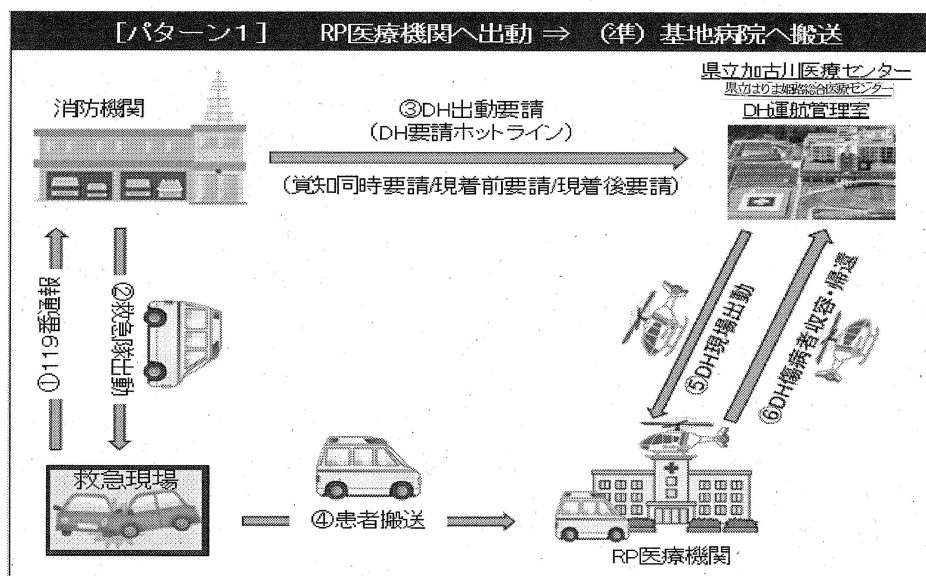 [パターン1] RP医療機関へ出動 ⇒ (準) 基地病院へ搬送
県立加古川医療センター
県立はりま姫路総合医療センター
DH運航管理室
消防機関
③DH出動要請
(DH要請ホットライン)
(覚知同時要請/現着前要請/現着後要請)
①119番通報
②救急隊出動
⑤DH現場出動
⑥DH傷病者収容・帰還
救急現場
④患者搬送
RP医療機関